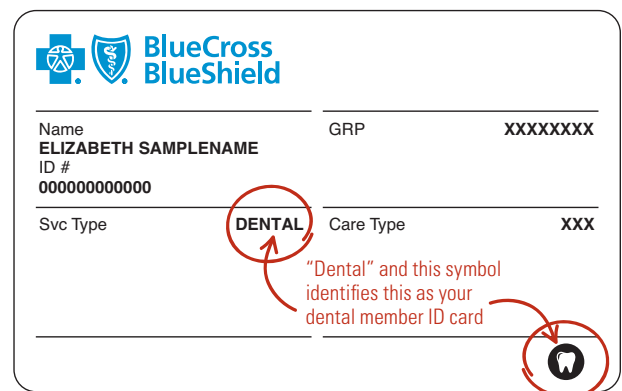 BlueCross
BlueShield
Name
ELIZABETH SAMPLENAME
ID #
000000000000
GRP XXXXXXXX
Svc Type DENTAL
Care Type XXX
“Dental” and this symbol
identifies this as your
dental member ID card